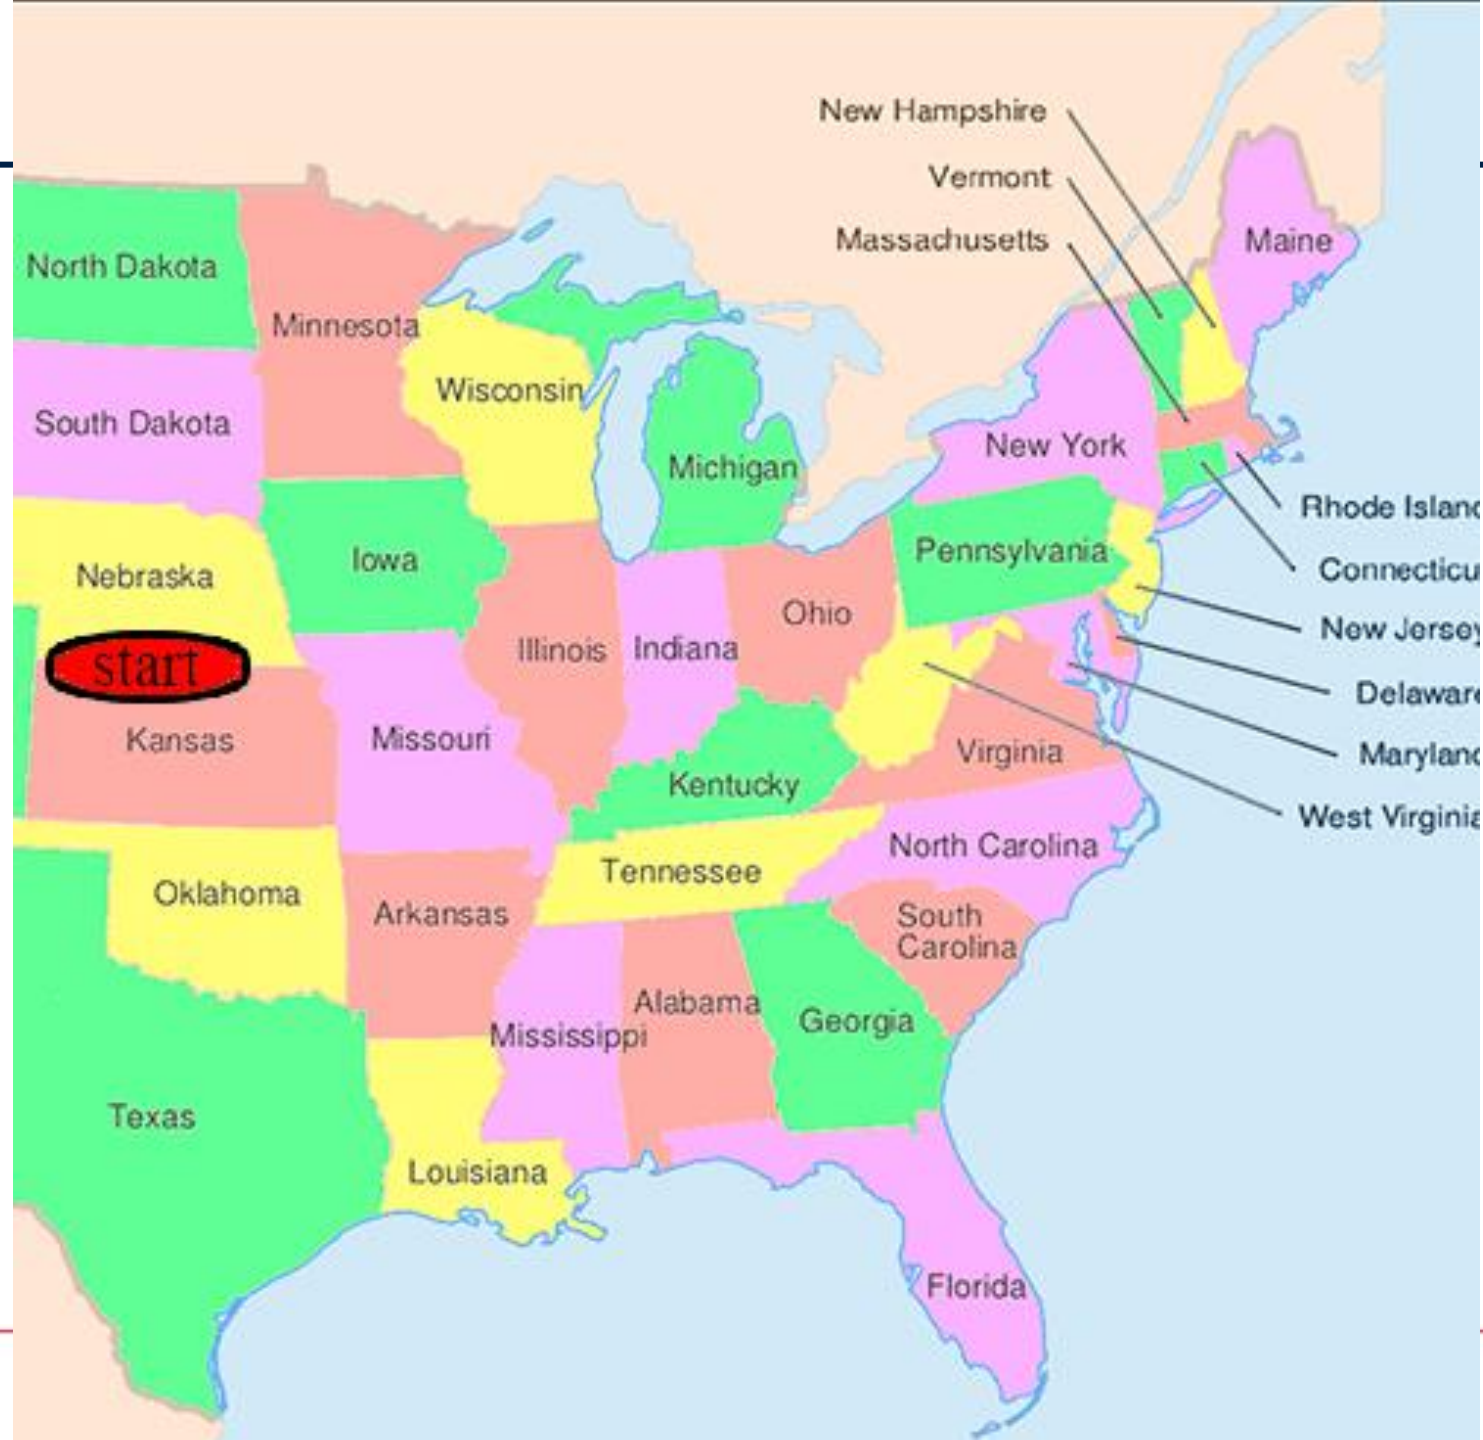 New Hampshire
Vermont
Massachusetts
Maine
North Dakota
Minnesota
Wisconsin
South Dakota
New York
Michigan
Rhode Islan
Connecticu
Pennsylvania
Iowa
Nebraska
Ohio
New Jersey
Illinois
Indiana
start
Delaware
Kansas
Missouri
Virginia
Marylan
Kentucky
West Virginia
North Carolina
Tennessee
Oklahoma
Arkansas
South
Carolina
Alabama
Georgia
Mississippi
Texas
Louisiana
Florida